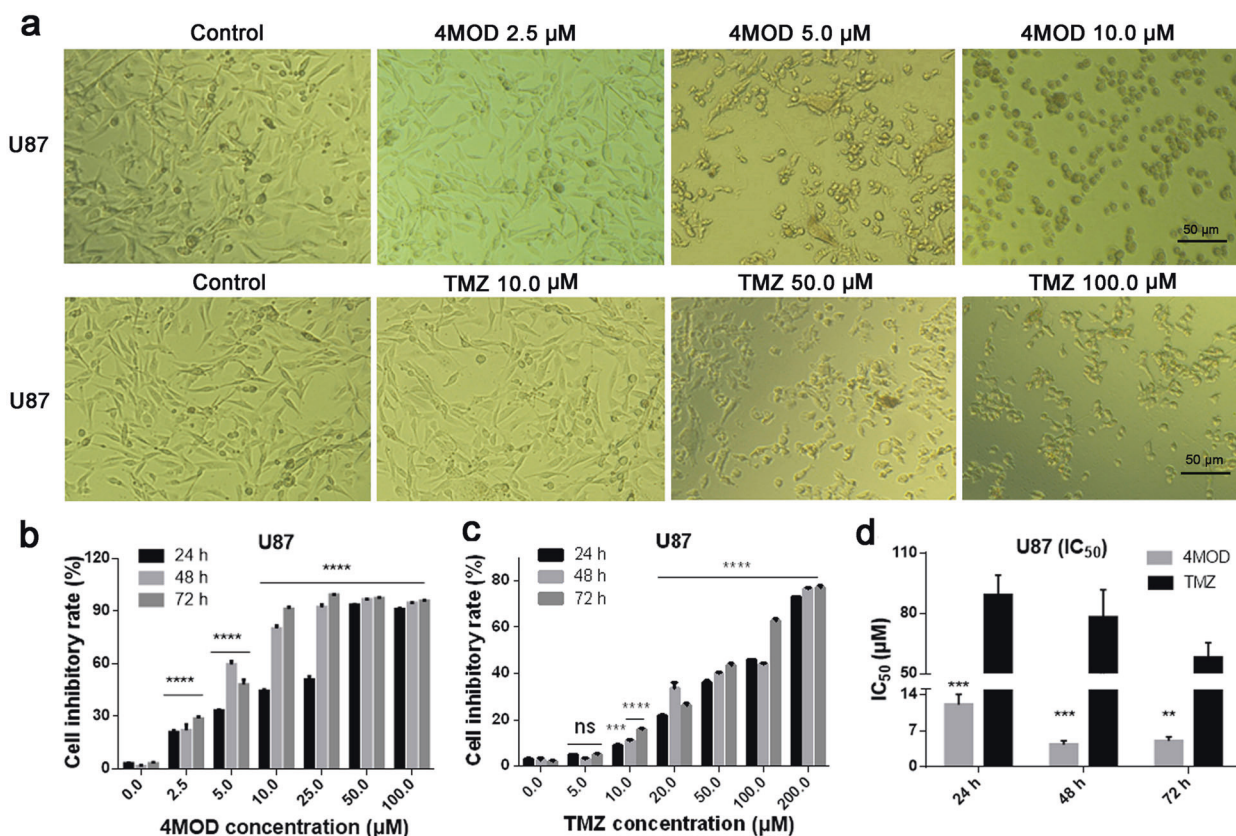 a
Control
4MOD 2.5 µM
4MOD 5.0 µM
4MOD 10.0 µM
U87
50 µm
Control
TMZ 10.0 µM
TMZ 50.0 µM
TMZ 100.0 µM
U87
50 µm
b
U87
24 h
48 h
72 h
Cell inhibitory rate (%)
120
90
60
30
0
****
****
****
0.0
2.5
5.0
10.0
25.0
50.0
100.0
4MOD concentration (µM)
c
U87
24 h
48 h
72 h
Cell inhibitory rate (%)
80
60
40
20
0
ns
***
****
****
0.0
5.0
10.0
20.0
50.0
100.0
200.0
TMZ concentration (µM)
d
U87 (IC50)
4MOD
TMZ
IC50 (µM)
110
80
50
14
7
0
***
***
**
24 h
48 h
72 h